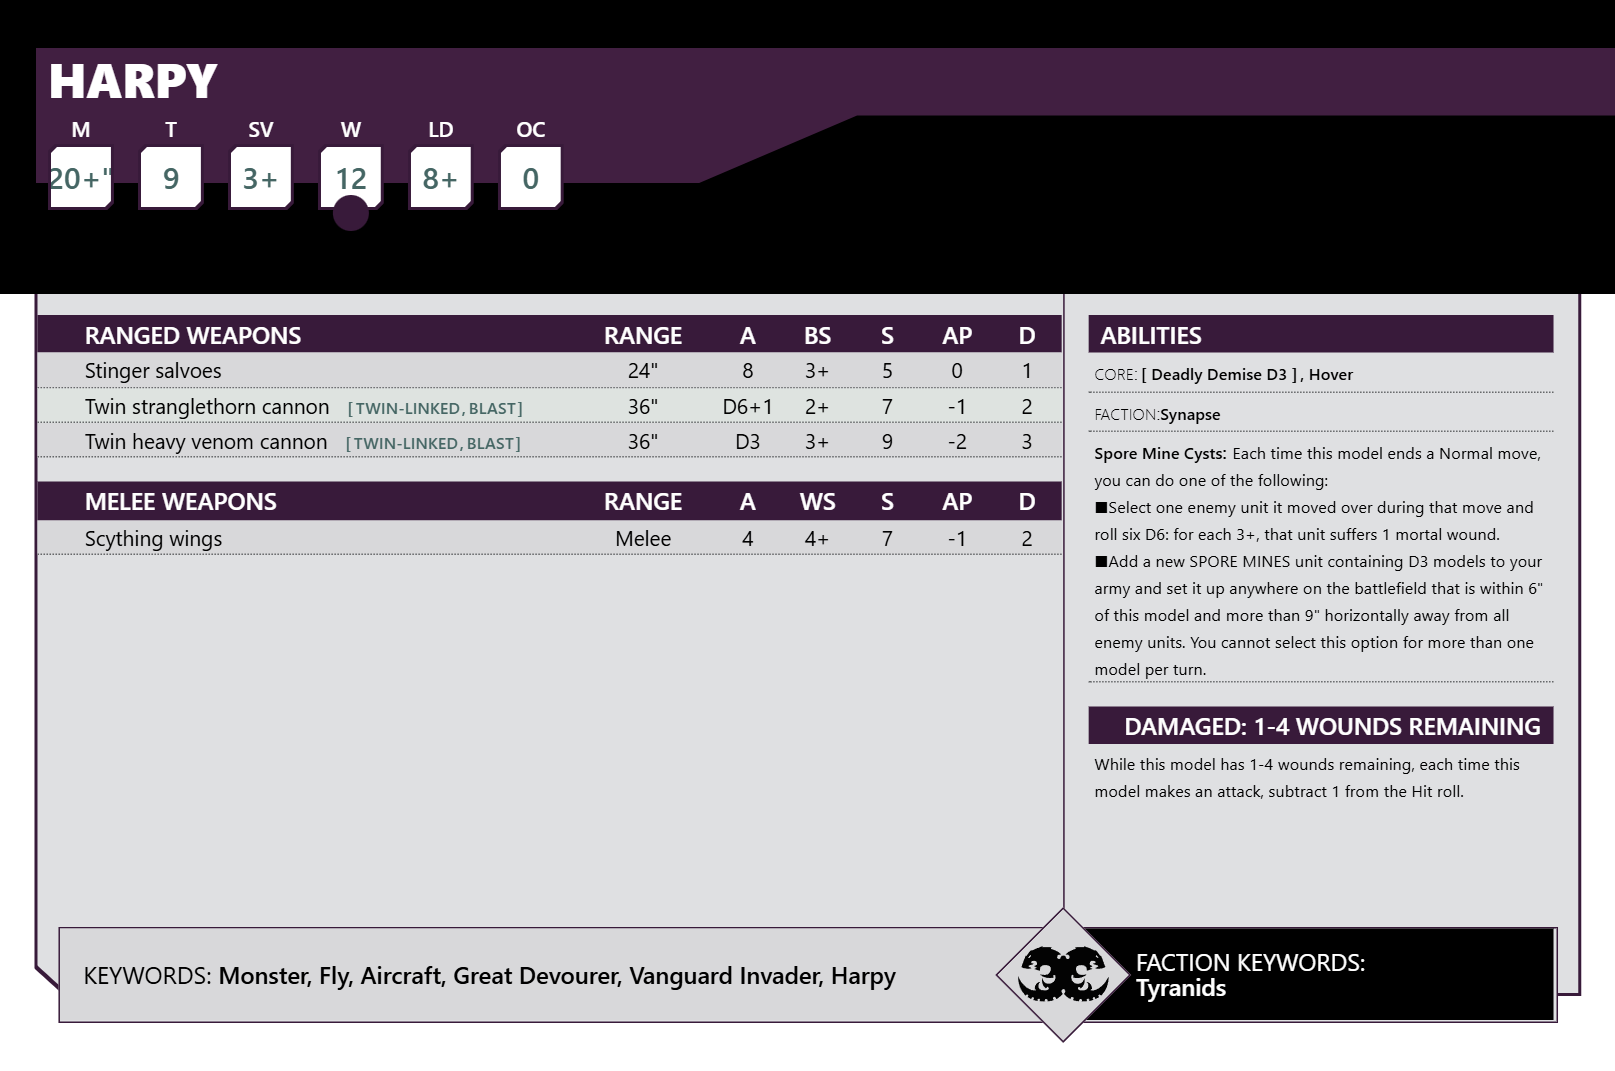 HARPY
M T SV W LD OC
20+" 9 3+ 12 8+ 0
RANGED WEAPONS RANGE A BS S AP D
Stinger salvoes 24" 8 3+ 5 0 1
Twin stranglethorn cannon [ TWIN-LINKED, BLAST] 36" D6+1 2+ 7 -1 2
Twin heavy venom cannon [ TWIN-LINKED, BLAST] 36" D3 3+ 9 -2 3
MELEE WEAPONS RANGE A WS S AP D
Scything wings Melee 4 4+ 7 -1 2
ABILITIES
CORE: [ Deadly Demise D3 ] , Hover
FACTION:Synapse
Spore Mine Cysts: Each time this model ends a Normal move,
you can do one of the following:
■Select one enemy unit it moved over during that move and
roll six D6: for each 3+, that unit suffers 1 mortal wound.
■Add a new SPORE MINES unit containing D3 models to your
army and set it up anywhere on the battlefield that is within 6"
of this model and more than 9" horizontally away from all
enemy units. You cannot select this option for more than one
model per turn.
DAMAGED: 1-4 WOUNDS REMAINING
While this model has 1-4 wounds remaining, each time this
model makes an attack, subtract 1 from the Hit roll.
KEYWORDS: Monster, Fly, Aircraft, Great Devourer, Vanguard Invader, Harpy
FACTION KEYWORDS:
Tyranids